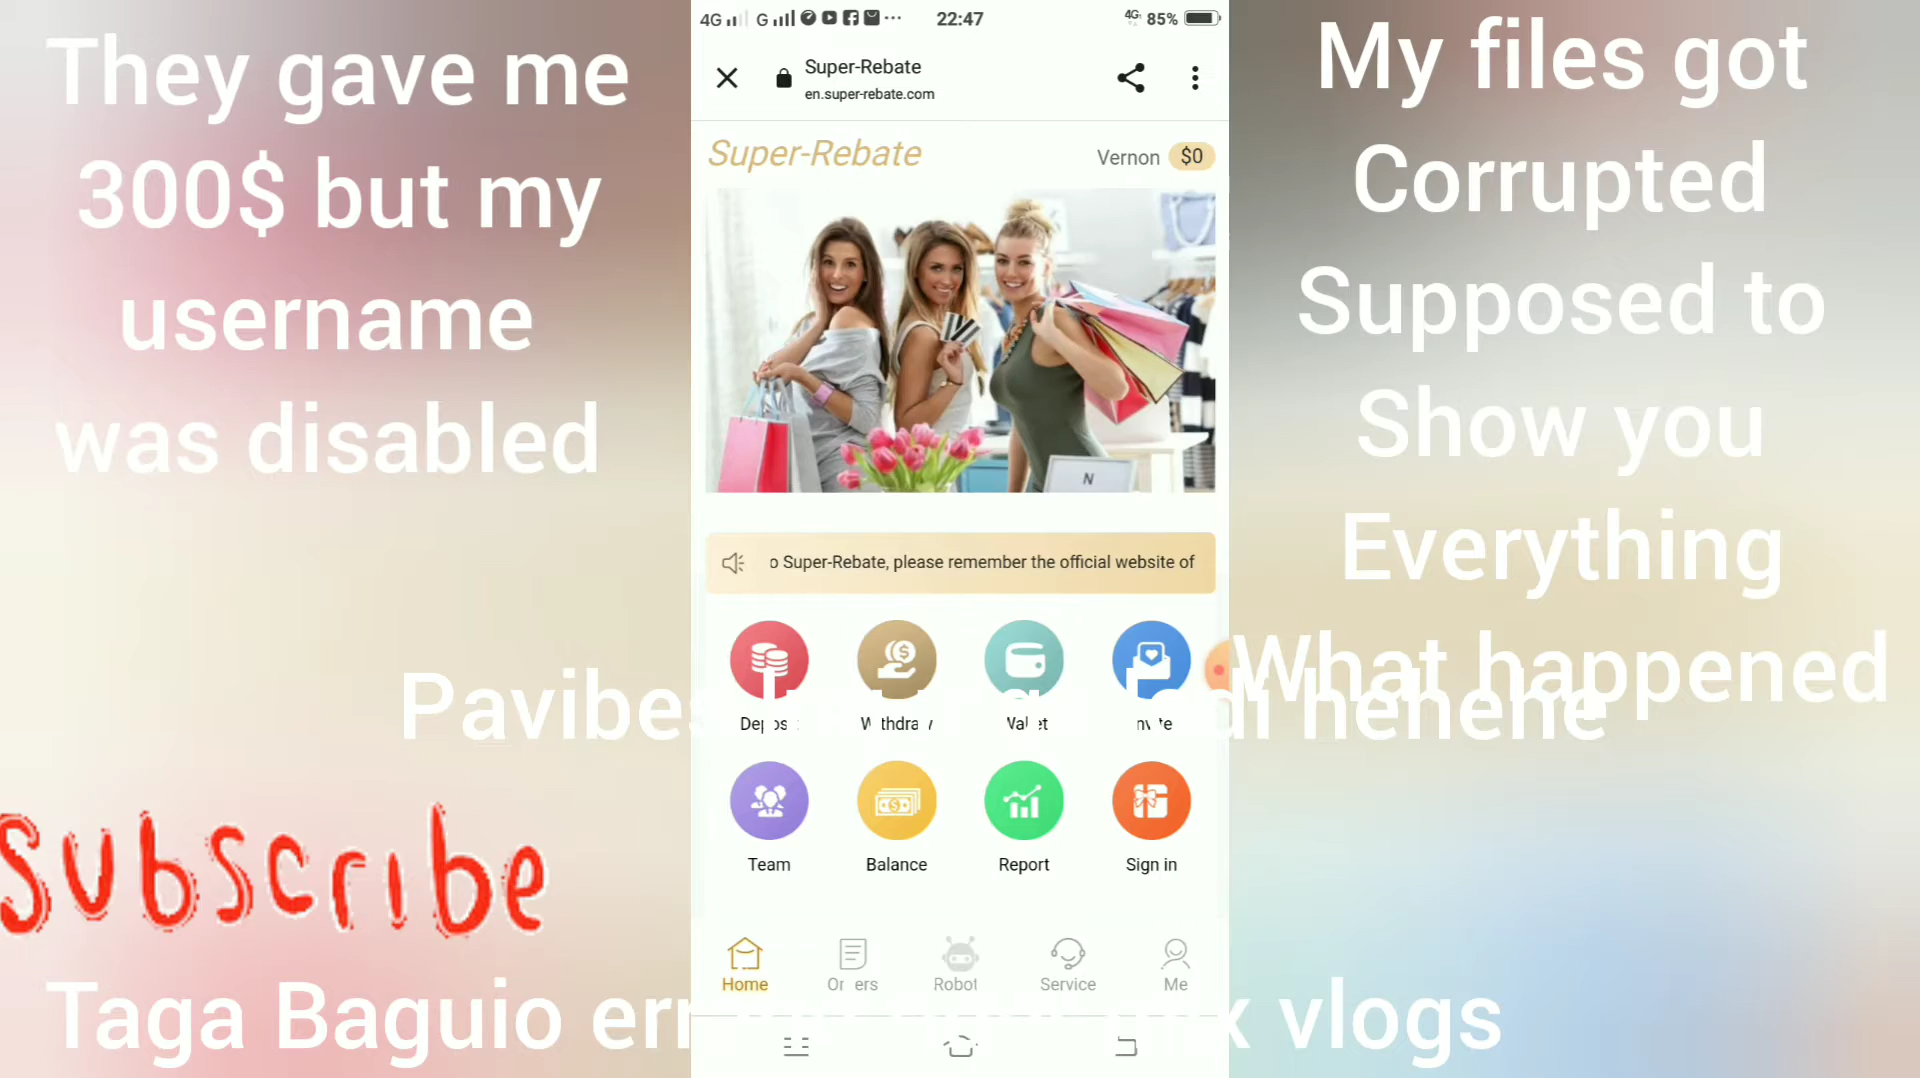 They gave me
300$ but my
username
was disabled
4G G 22:47 4G 85%
Super-Rebate
en.super-rebate.com
Super-Rebate
Vernon $0
N
o Super-Rebate, please remember the official website of
Team
Balance
Report
Sign in
Home
Robot
Service
Me
My files got
Corrupted
Supposed to
Show you
Everything
What happened
hehehe
Subscribe
Taga Baguio
vlogs